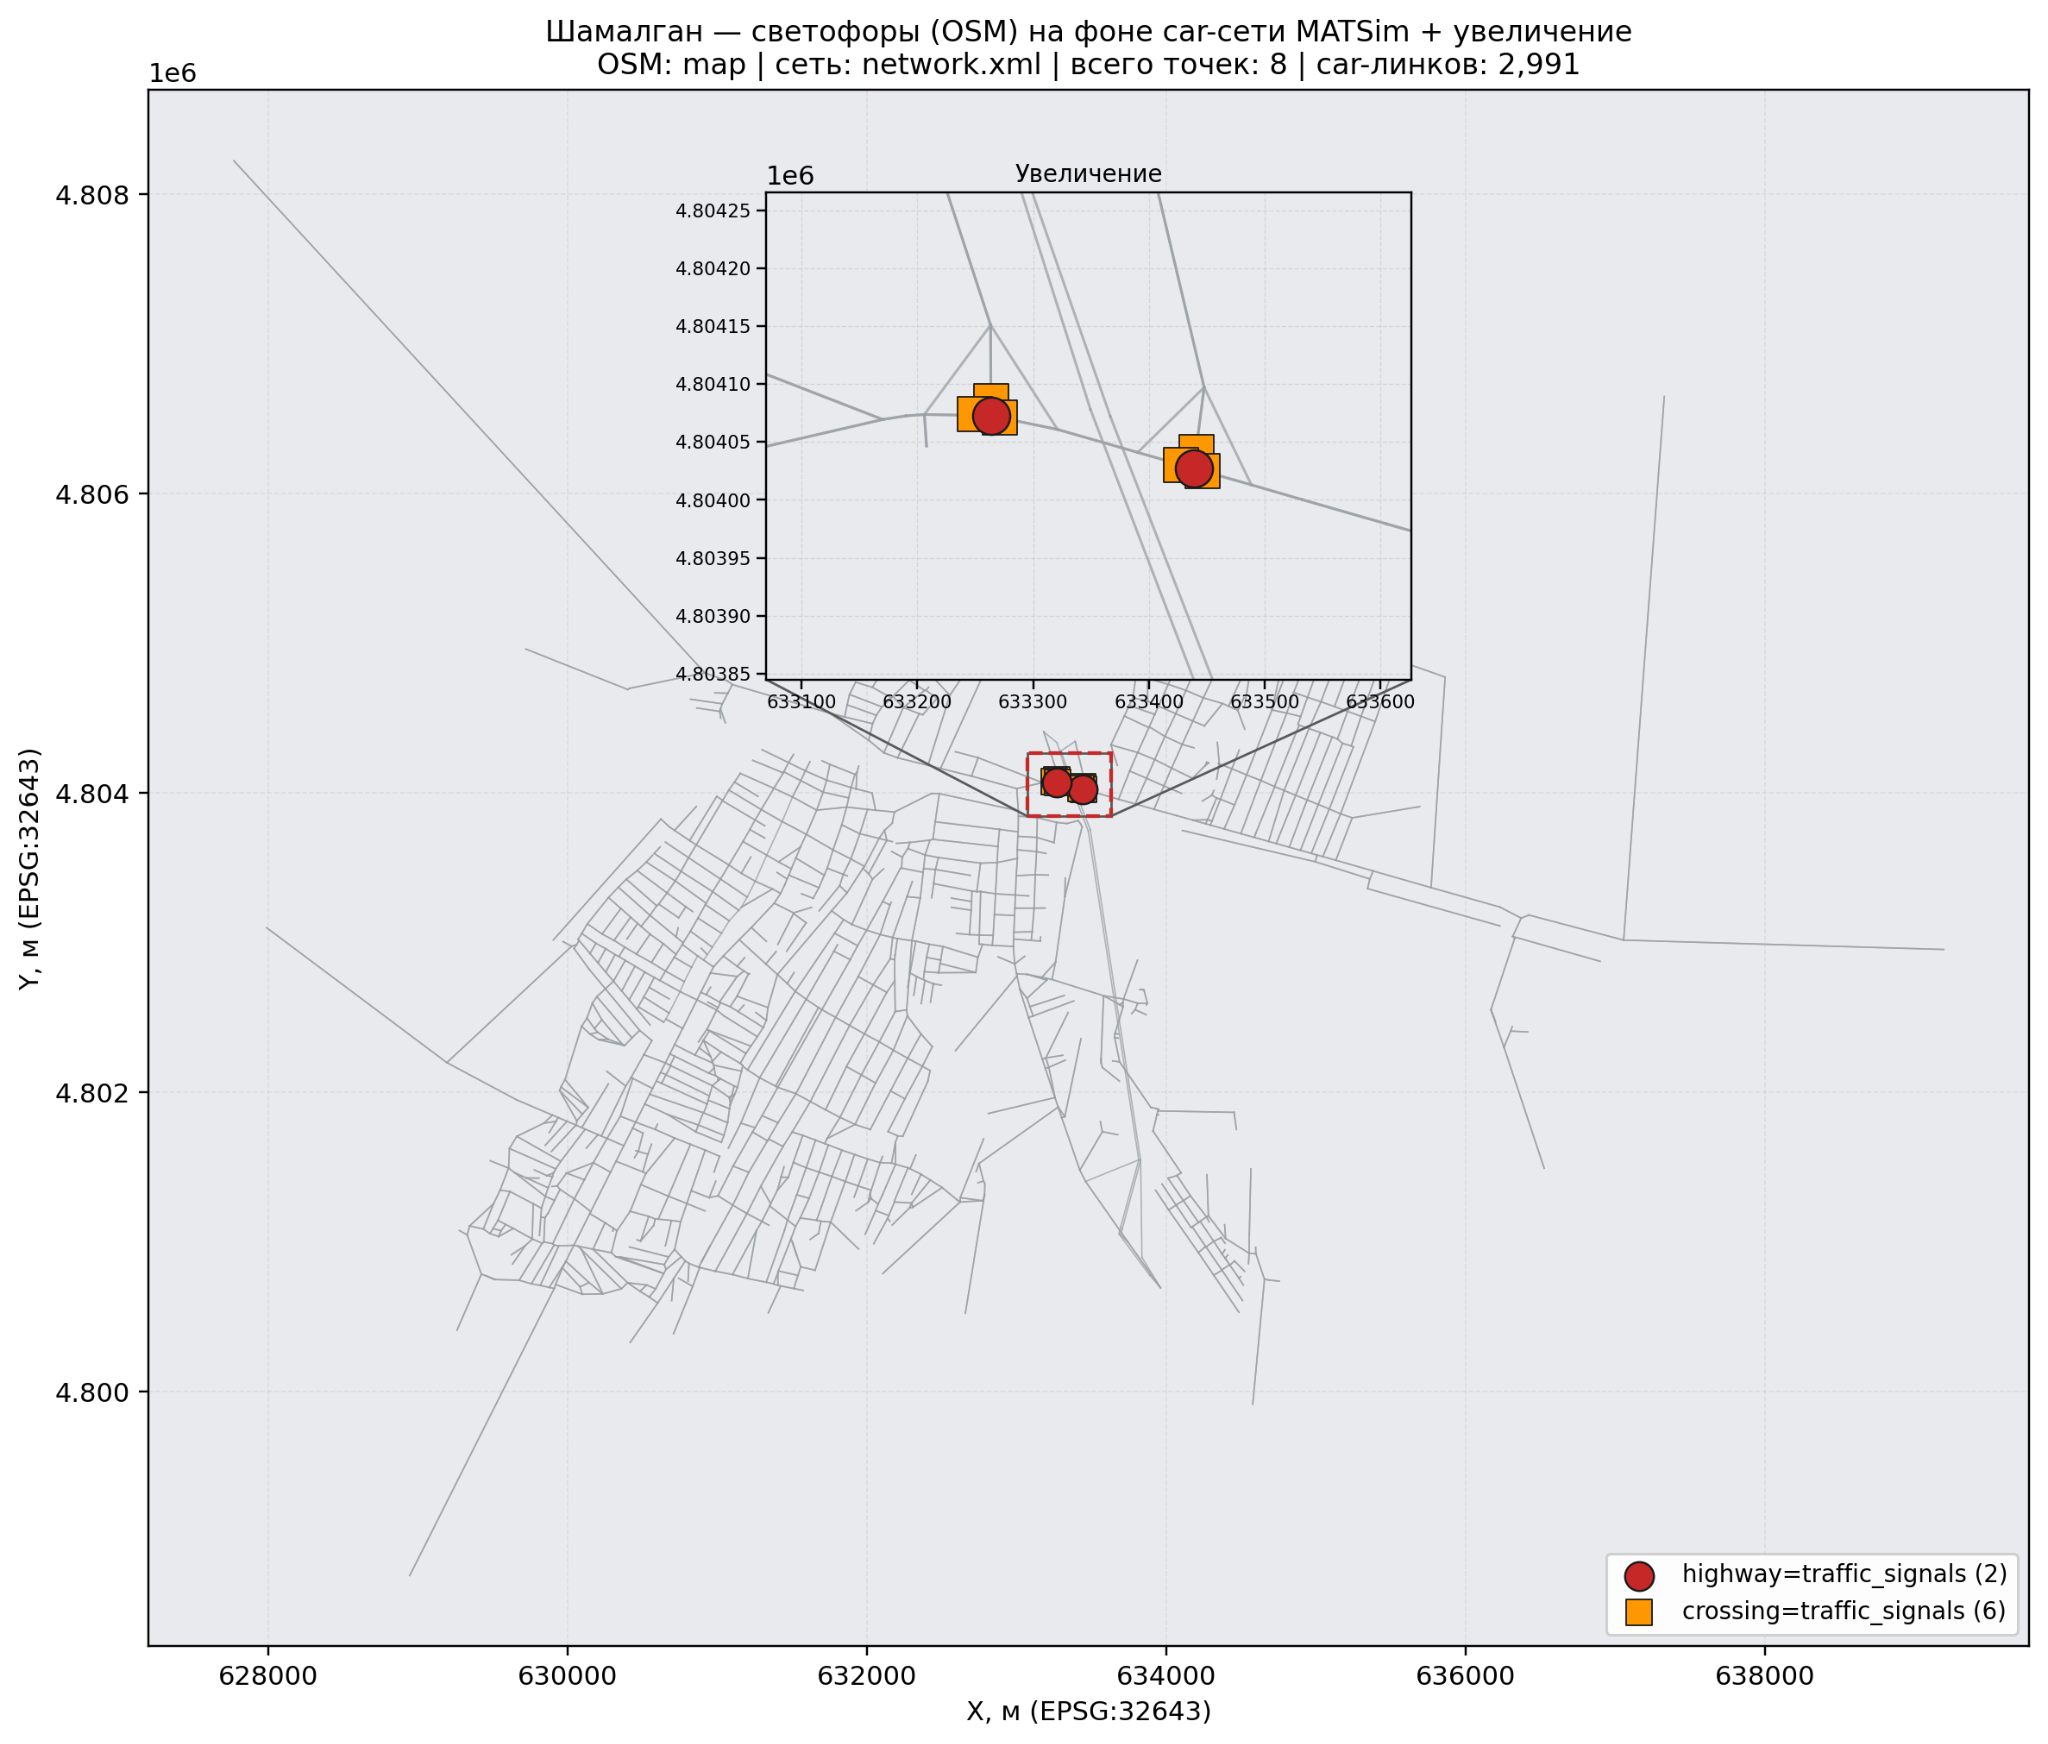 Шамалган — светофоры (OSM) на фоне car-сети MATSim + увеличение
OSM: map | сеть: network.xml | всего точек: 8 | car-линков: 2,991
1e6
Увеличение
1e6
4.80425
4.80420
4.80415
4.80410
4.80405
4.80400
4.80395
4.80390
4.80385
633100
633200
633300
633400
633500
633600
4.808
4.806
4.804
4.802
4.800
Y, м (EPSG:32643)
highway=traffic_signals (2)
crossing=traffic_signals (6)
628000
630000
632000
634000
636000
638000
X, м (EPSG:32643)